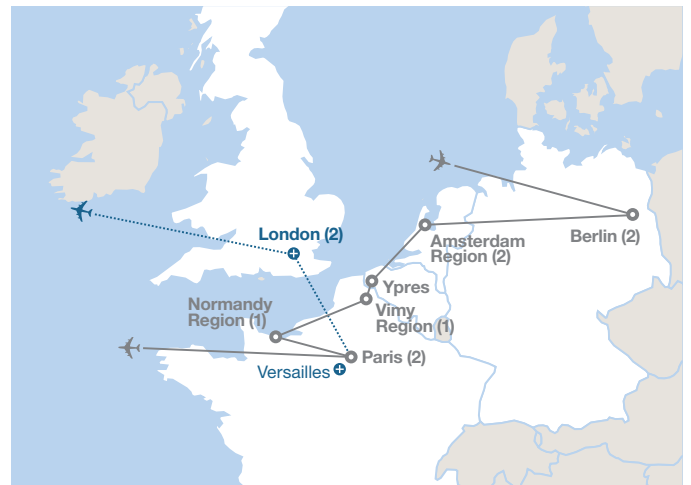 London (2)
Amsterdam
Region (2)
Berlin (2)
Ypres
Normandy
Region (1)
Vimy
Region (1)
Paris (2)
Versailles